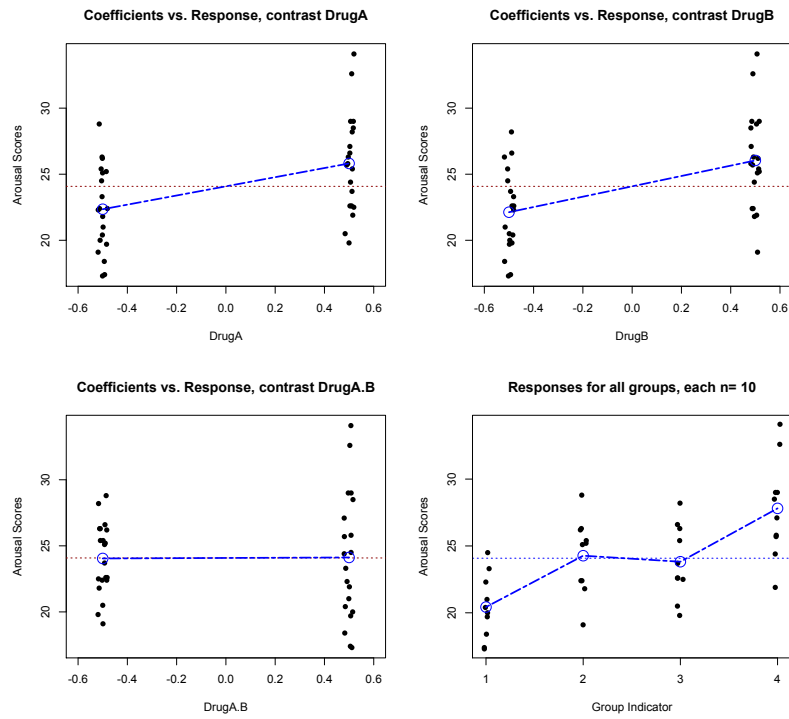 Coefficients vs. Response, contrast DrugA
Arousal Scores
30
25
20
-0.6 -0.4 -0.2 0.0 0.2 0.4 0.6
DrugA
Coefficients vs. Response, contrast DrugB
Arousal Scores
30
25
20
-0.6 -0.4 -0.2 0.0 0.2 0.4 0.6
DrugB
Coefficients vs. Response, contrast DrugA.B
Arousal Scores
30
25
20
-0.6 -0.4 -0.2 0.0 0.2 0.4 0.6
DrugA.B
Responses for all groups, each n= 10
Arousal Scores
30
25
20
1 2 3 4
Group Indicator